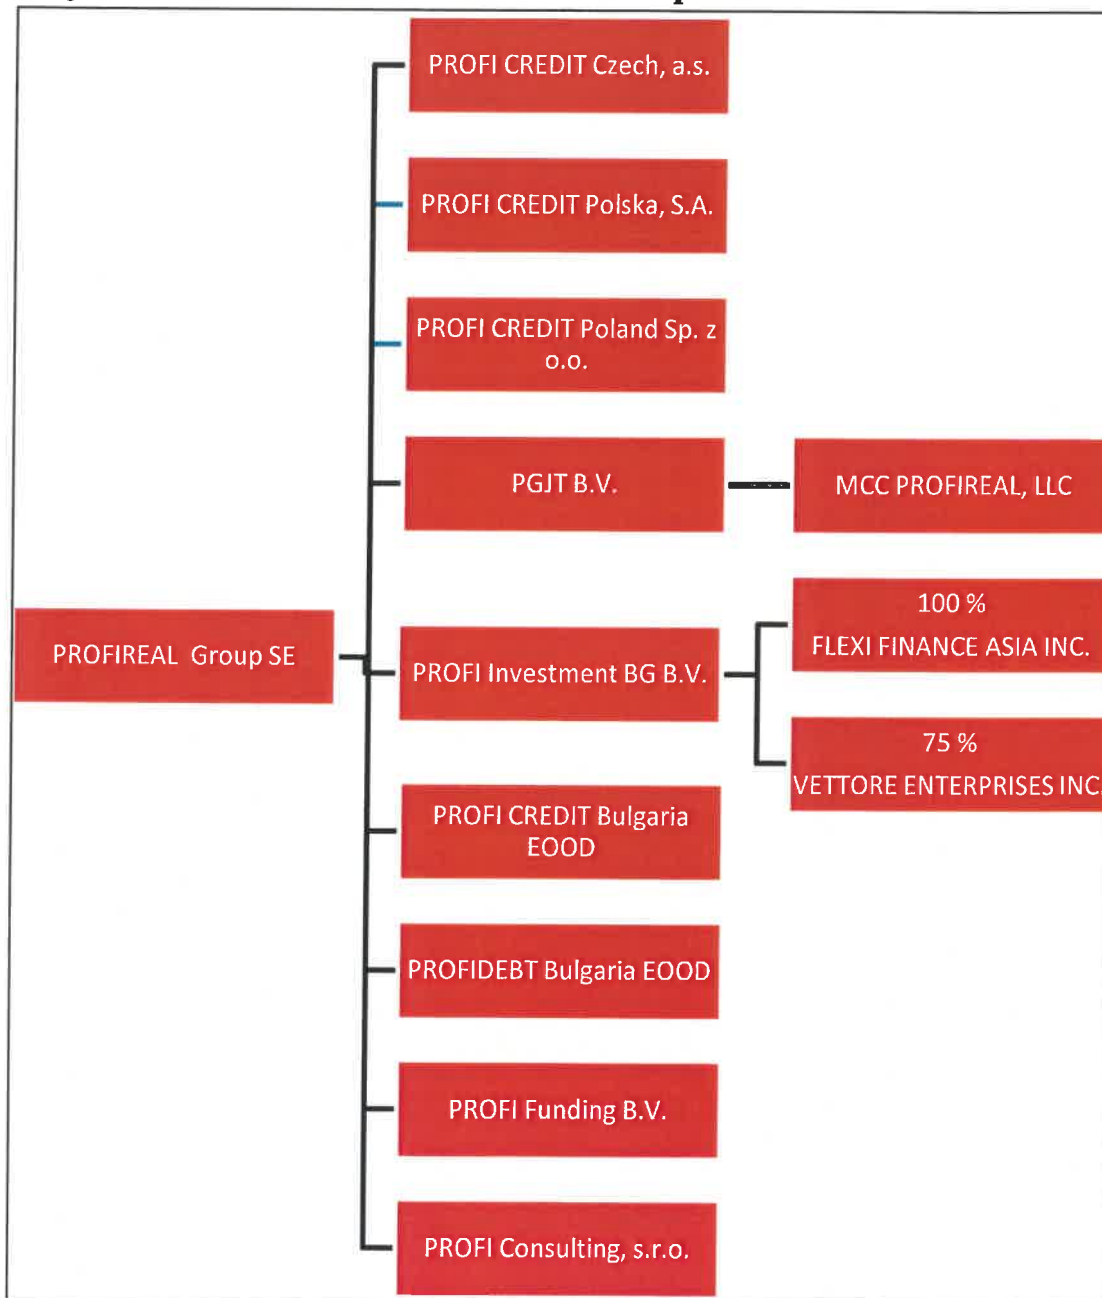 PROFI CREDIT Czech, a.s.
PROFI CREDIT Polska, S.A.
PROFI CREDIT Poland Sp. z
o.o.
PGJT B.V.
MCC PROFIREAL, LLC
100 %
FLEXI FINANCE ASIA INC.
PROFIREAL Group SE
PROFI Investment BG B.V.
75 %
VETTORE ENTERPRISES INC.
PROFI CREDIT Bulgaria
EOOD
PROFIDEBT Bulgaria EOOD
PROFI Funding B.V.
PROFI Consulting, s.r.o.